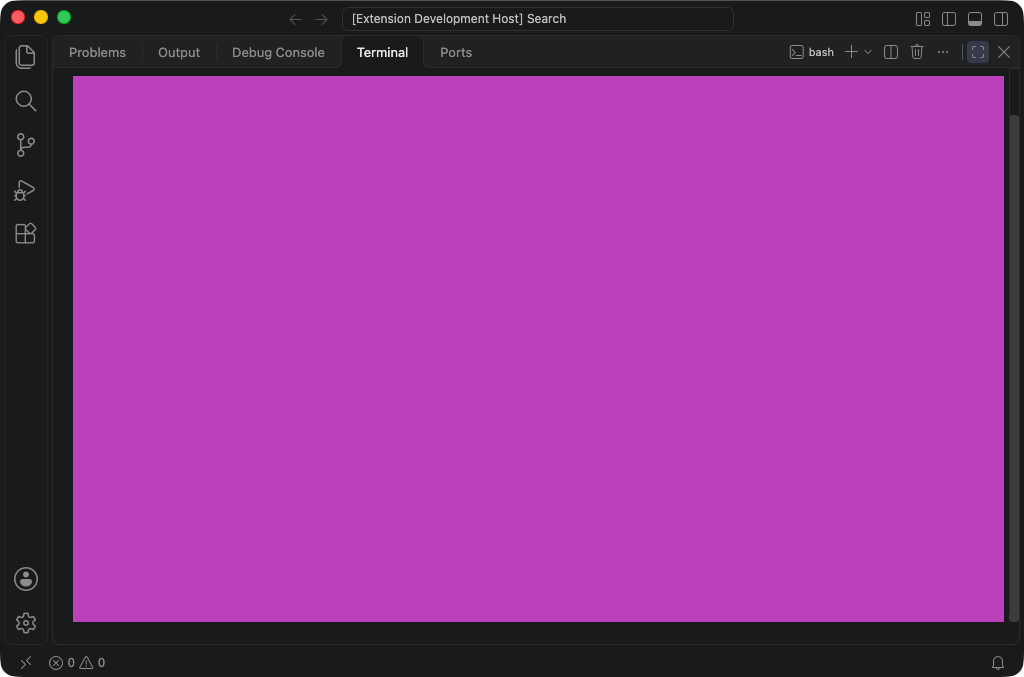 [Extension Development Host] Search
Problems Output Debug Console Terminal Ports bash
0 0